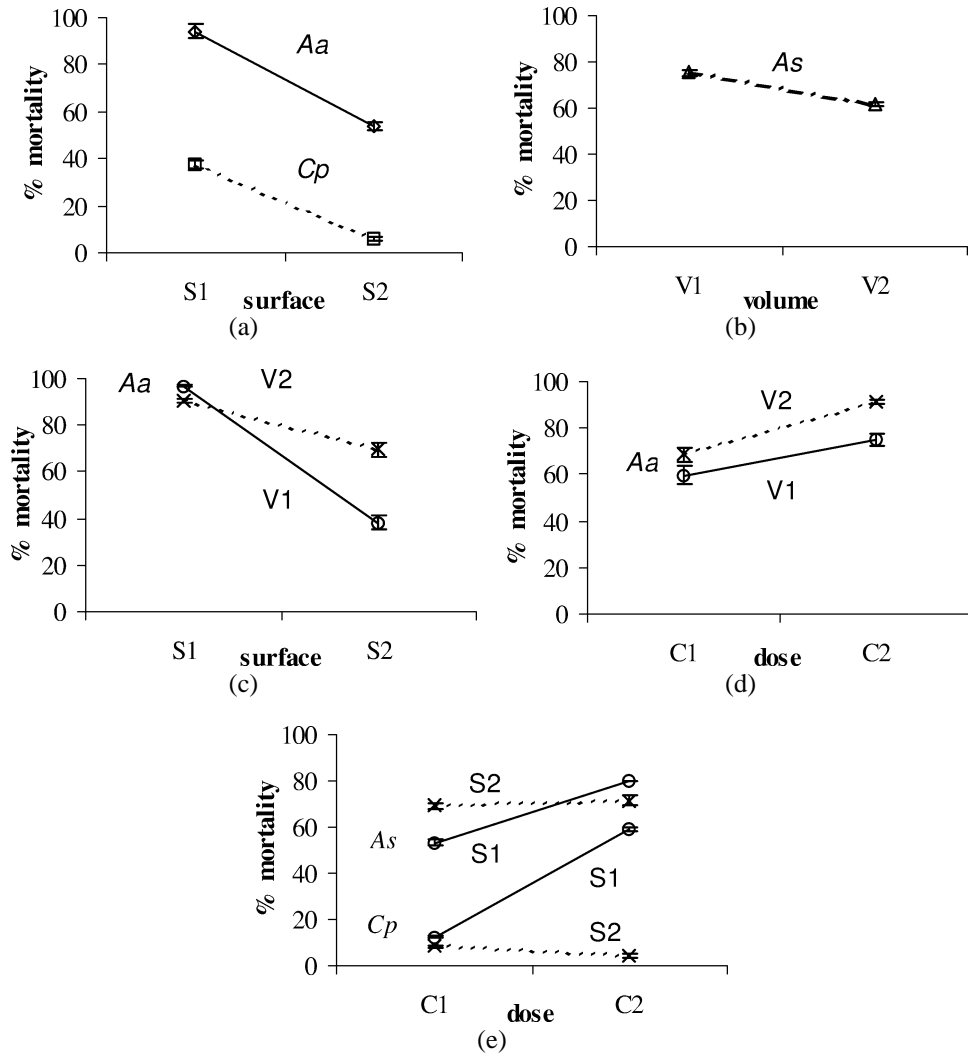 100
80
60
40
20
0
% mortality
Aa
Cp
S1
S2
surface
(a)
100
80
60
40
20
0
% mortality
As
V1
V2
volume
(b)
100
80
60
40
20
0
% mortality
Aa
V2
V1
S1
S2
surface
(c)
100
80
60
40
20
0
% mortality
Aa
V2
V1
C1
C2
dose
(d)
100
80
60
40
20
0
% mortality
S2
As
S1
S1
Cp
S2
C1
C2
dose
(e)